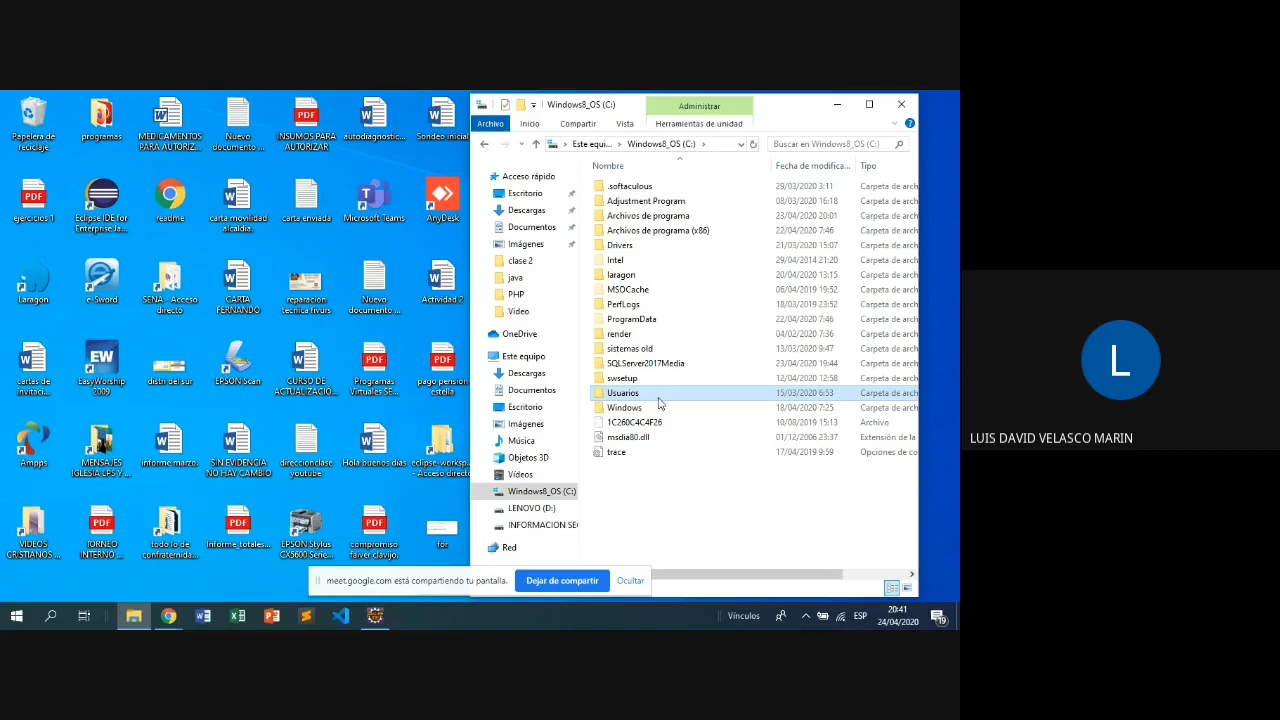 Papelera de
reciclaje
programas
MEDICAMENTOS
PARA AUTORIZ...
Nuevo
documento ...
INSUMOS PARA
AUTORIZAR
autodiagnostic...
Sondeo inicial
ejercicios 1
Eclipse IDE for
Enterprise Ja...
readme
carta movilidad
alcaldia.
carta enviada
Microsoft Teams
AnyDesk
Laragon
e-Sword
SENA - Acceso
directo
CARTA
FERNANDO
reparacion
tecnica fivurs
Nuevo
documento ...
Actividad 2
cartas de
invitaci...
EasyWorship
2009
distri del sur
EPSON Scan
CURSO DE
ACTUALIZACIO...
Programas
Virtuales
pago pension
estella
Ampps
MENSAJES
IGLESIA LPS Y ...
informe marzo.
SIN EVIDENCIA
NO HAY CAMBIO
direccionclase
youtube
Hola buenos dias
eclipse-worksp...
- Acceso directo
VIDEOS
CRISTIANOS ...
TORNEO
INTERNO ...
todo lo de
confratemida...
Informe_totales...
EPSON Stylus
CX5600 Serie...
compromiso
faiver clavijo.
for
Windows8_OS (C:)
Administrar
Archivo
Inicio
Compartir
Vista
Herramientas de unidad
Este equi...
Windows8_OS (C:)
Buscar en Windows8_OS (C:)
Acceso rápido
Escritorio
Descargas
Documentos
Imágenes
clase 2
java
PHP
Video
OneDrive
Este equipo
Descargas
Documentos
Escritorio
Imágenes
Música
Objetos 3D
Vídeos
Windows8_OS (C:)
LENOVO (D:)
INFORMACION SE
Red
Nombre Fecha de modifica... Tipo
.softaculous 29/03/2020 3:11 Carpeta de arch
Adjustment Program 08/03/2020 16:18 Carpeta de arch
Archivos de programa 23/04/2020 20:01 Carpeta de arch
Archivos de programa (x86) 22/04/2020 7:46 Carpeta de arch
Drivers 21/03/2020 15:07 Carpeta de arch
Intel 29/04/2014 21:20 Carpeta de arch
laragon 20/04/2020 13:15 Carpeta de arch
MSOCache 06/04/2019 19:52 Carpeta de arch
PerfLogs 18/03/2019 23:52 Carpeta de arch
ProgramData 22/04/2020 7:46 Carpeta de arch
render 04/02/2020 7:36 Carpeta de arch
sistemas old 13/03/2020 9:47 Carpeta de arch
SQLServer2017Media 23/04/2020 19:44 Carpeta de arch
swsetup 12/04/2020 12:58 Carpeta de arch
Usuarios 15/03/2020 6:53 Carpeta de arch
Windows 18/04/2020 7:25 Carpeta de arch
1C260C4C4F26 10/08/2019 15:13 Archivo
msdia80.dll 01/12/2006 23:37 Extensión de la
trace 17/04/2019 9:59 Opciones de co
meet.google.com está compartiendo tu pantalla.
Dejar de compartir
Ocultar
Vínculos
ESP
20:41
24/04/2020
19
L
LUIS DAVID VELASCO MARIN